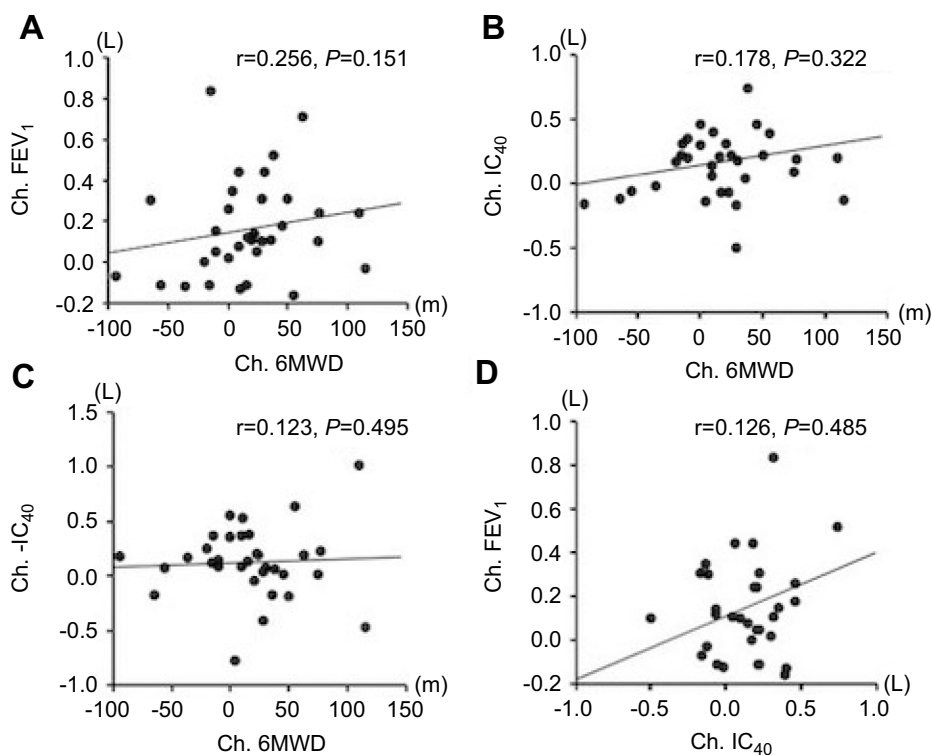 A
(L)
r=0.256, P=0.151
1.0
0.8
0.6
0.4
0.2
0.0
-0.2
Ch. FEV1
-100 -50 0 50 100 150 (m)
Ch. 6MWD
B
(L)
r=0.178, P=0.322
1.0
0.5
0.0
-0.5
-1.0
Ch. IC40
-100 -50 0 50 100 150 (m)
Ch. 6MWD
C
(L)
r=0.123, P=0.495
1.5
1.0
0.5
0.0
-0.5
-1.0
Ch. -IC40
-100 -50 0 50 100 150 (m)
Ch. 6MWD
D
(L)
r=0.126, P=0.485
1.0
0.8
0.6
0.4
0.2
0.0
-0.2
Ch. FEV1
-1.0 -0.5 0.0 0.5 1.0 (L)
Ch. IC40